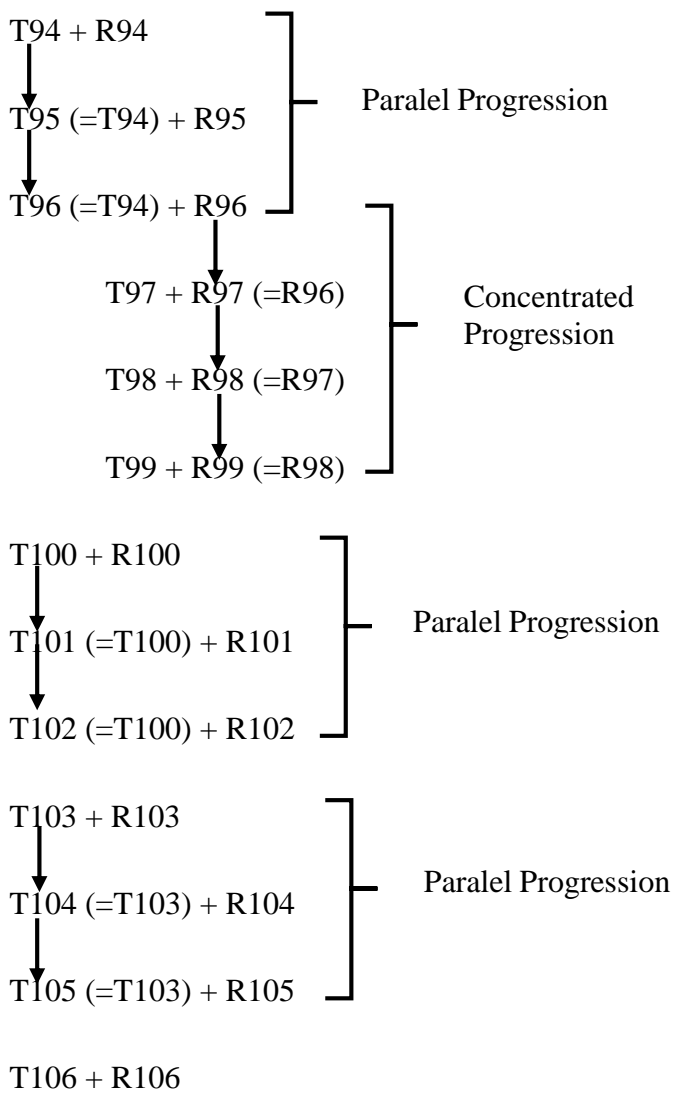 T94 + R94
Paralel Progression
T95 (=T94) + R95
T96 (=T94) + R96
T97 + R97 (=R96)
Concentrated
Progression
T98 + R98 (=R97)
T99 + R99 (=R98)
T100 + R100
Paralel Progression
T101 (=T100) + R101
T102 (=T100) + R102
T103 + R103
Paralel Progression
T104 (=T103) + R104
T105 (=T103) + R105
T106 + R106